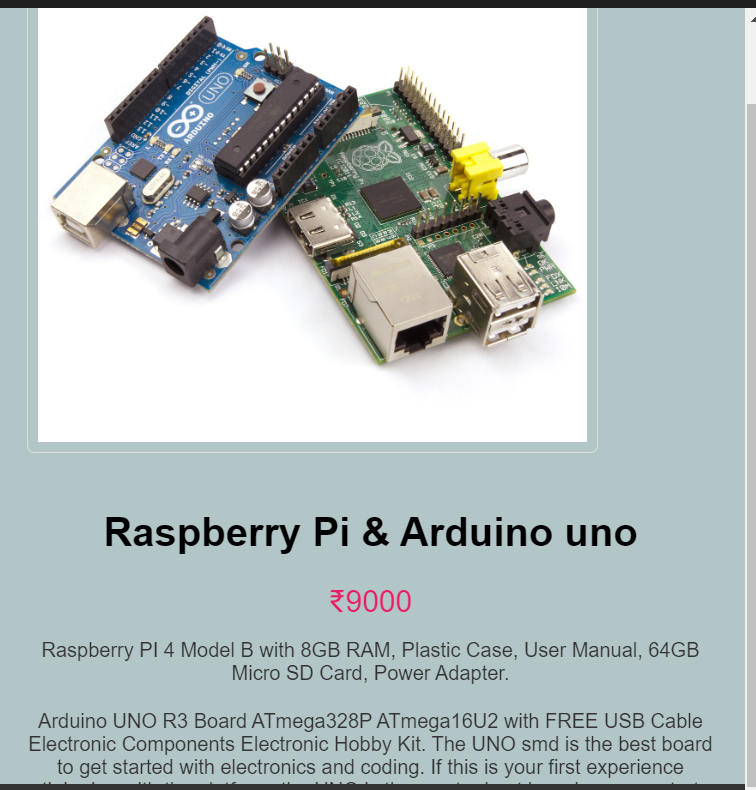 UNO
ARDUINO
Raspberry Pi & Arduino uno
₹9000
Raspberry PI 4 Model B with 8GB RAM, Plastic Case, User Manual, 64GB
Micro SD Card, Power Adapter.
Arduino UNO R3 Board ATmega328P ATmega16U2 with FREE USB Cable
Electronic Components Electronic Hobby Kit. The UNO smd is the best board
to get started with electronics and coding. If this is your first experience